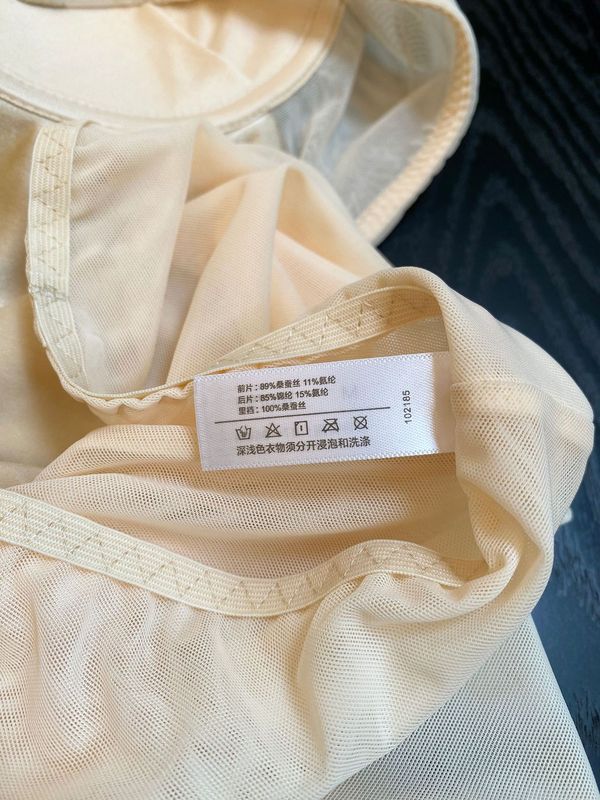 前片：89%桑蚕丝 11%氨纶
后片：85%锦纶 15%氨纶
里裆：100%桑蚕丝
深浅色衣物须分开浸泡和洗涤
102185